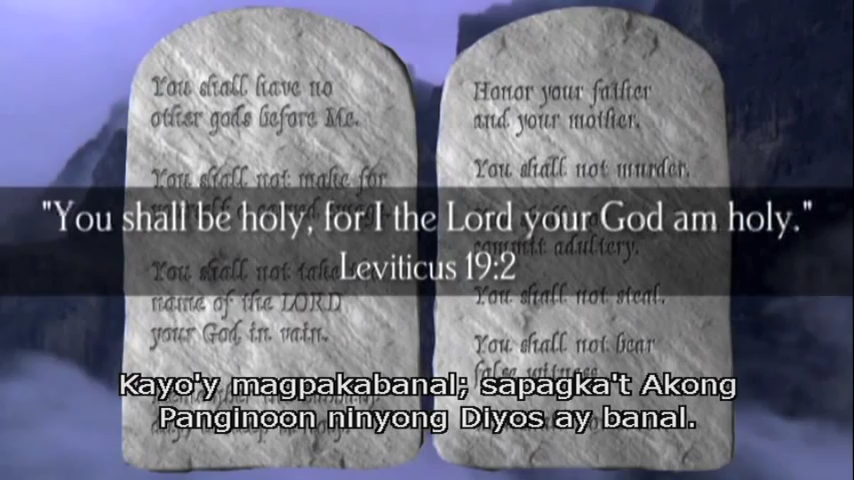 You shall have no
other gods before Me.
You shall not make for
You shall not take
name of the LORD
your God in vain.
Honor your father
and your mother.
You shall not murder.
commit adultery.
You shall not steal.
You shall not bear
false witness
"You shall be holy, for I the Lord your God am holy."
Leviticus 19:2
Kayo'y magpakabanal; sapagka't Akong
Panginoon ninyong Diyos ay banal.